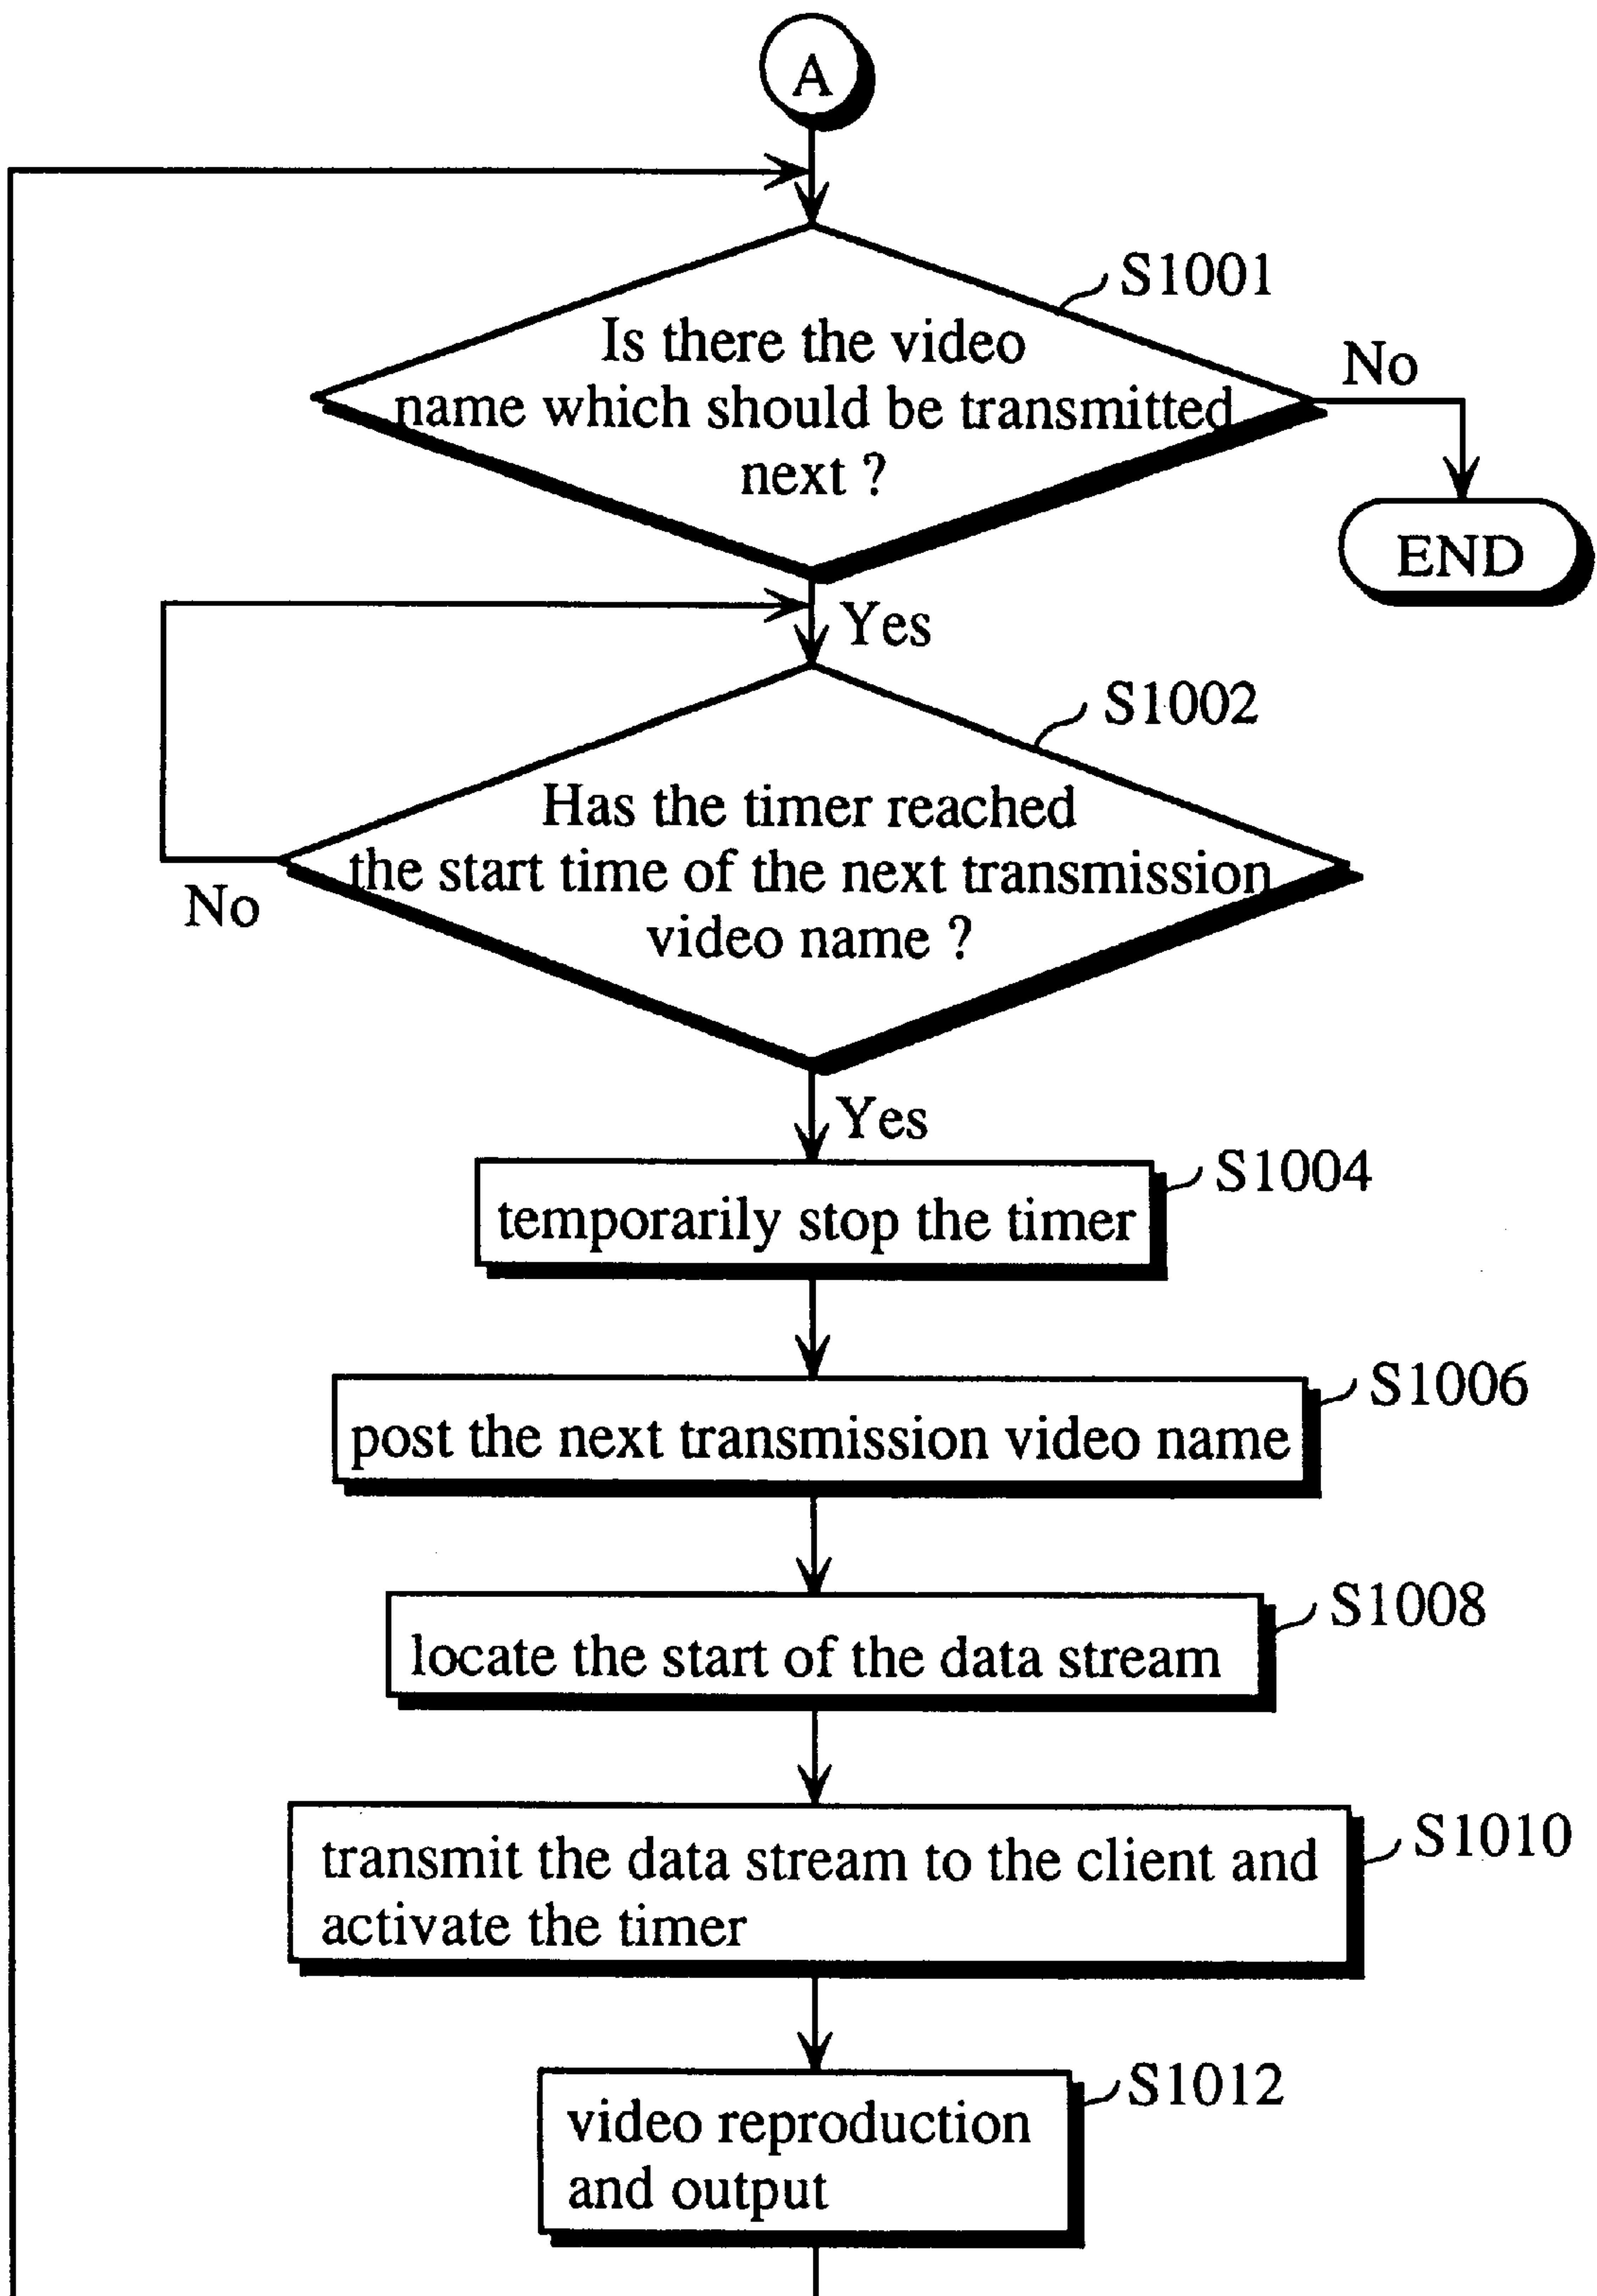 A
S1001
Is there the video
name which should be transmitted
next ?
No
END
Yes
S1002
Has the timer reached
the start time of the next transmission
video name ?
No
Yes
S1004
temporarily stop the timer
S1006
post the next transmission video name
S1008
locate the start of the data stream
S1010
transmit the data stream to the client and
activate the timer
S1012
video reproduction
and output